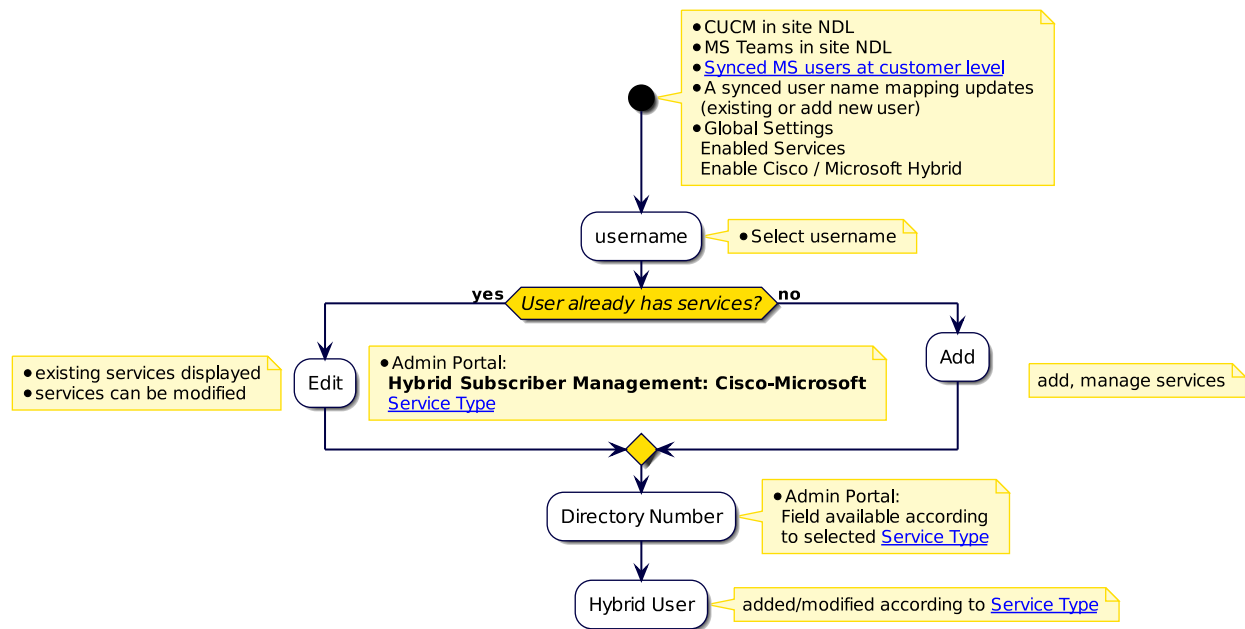 •CUCM in site NDL
•MS Teams in site NDL
•Synced MS users at customer level
•A synced user name mapping updates
(existing or add new user)
•Global Settings
Enabled Services
Enable Cisco / Microsoft Hybrid
username
•Select username
yes
User already has services?
no
•existing services displayed
•services can be modified
Edit
•Admin Portal:
Hybrid Subscriber Management: Cisco-Microsoft
Service Type
Add
add, manage services
Directory Number
•Admin Portal:
Field available according
to selected Service Type
Hybrid User
added/modified according to Service Type